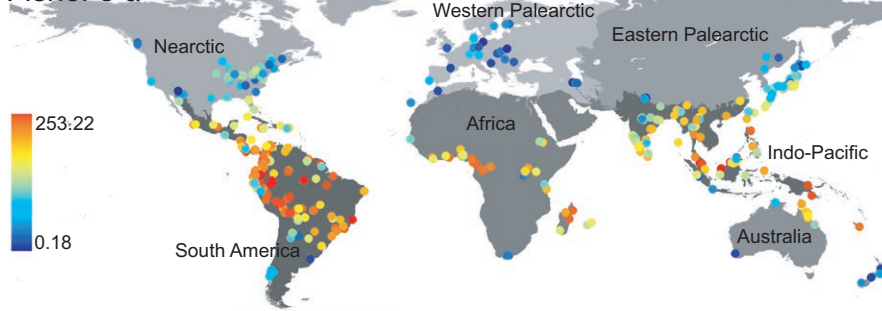 Western Palearctic
Nearctic
Eastern Palearctic
253.22
Africa
Indo-Pacific
0.18
South America
Australia